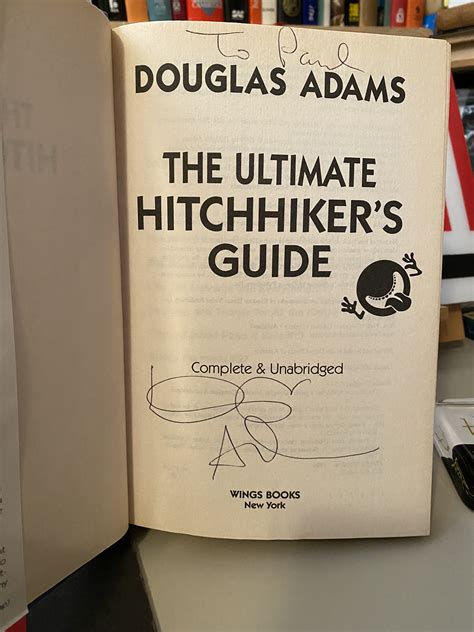 To Paul
DOUGLAS ADAMS
THE ULTIMATE
HITCHHIKER'S
GUIDE
Complete & Unabridged
WINGS BOOKS
New York